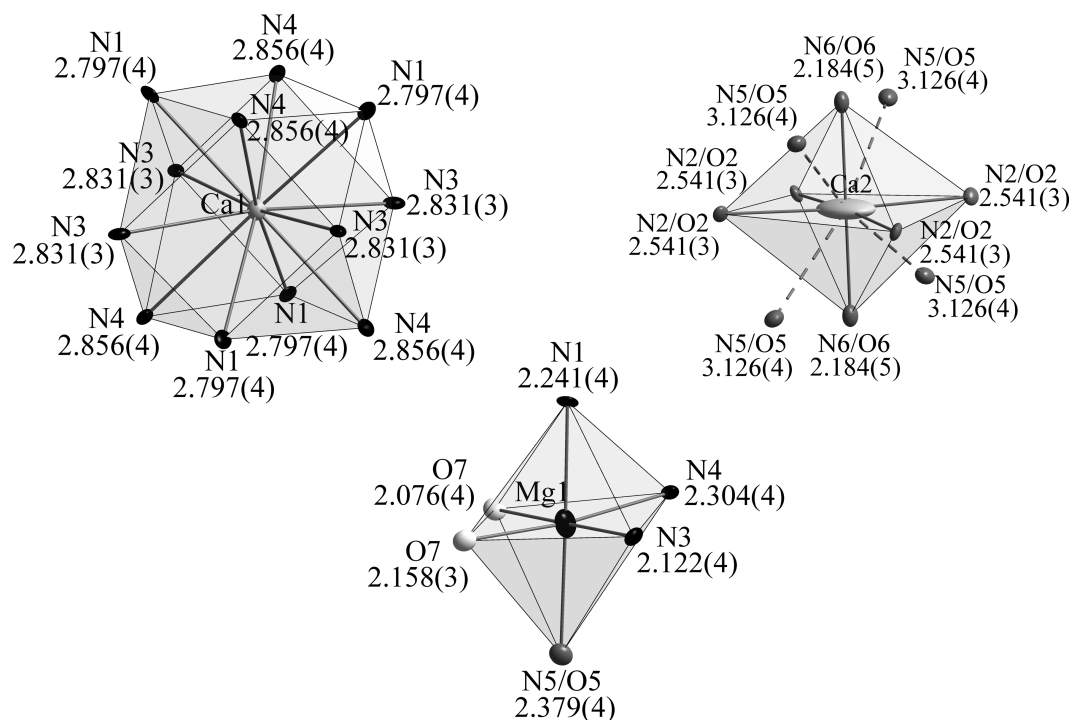 N4
2.856(4)
N1
2.797(4)
N1
2.797(4)
N4
2.856(4)
N3
2.831(3)
Ca1
N3
2.831(3)
N3
2.831(3)
N3
2.831(3)
N4
2.856(4)
N1
2.797(4)
N1
2.797(4)
N4
2.856(4)
N6/O6
2.184(5)
N5/O5
3.126(4)
N5/O5
3.126(4)
N2/O2
2.541(3)
Ca2
N2/O2
2.541(3)
N2/O2
2.541(3)
N2/O2
2.541(3)
N5/O5
3.126(4)
N5/O5
3.126(4)
N6/O6
2.184(5)
N1
2.241(4)
O7
2.076(4)
Mg1
N4
2.304(4)
O7
2.158(3)
N3
2.122(4)
N5/O5
2.379(4)